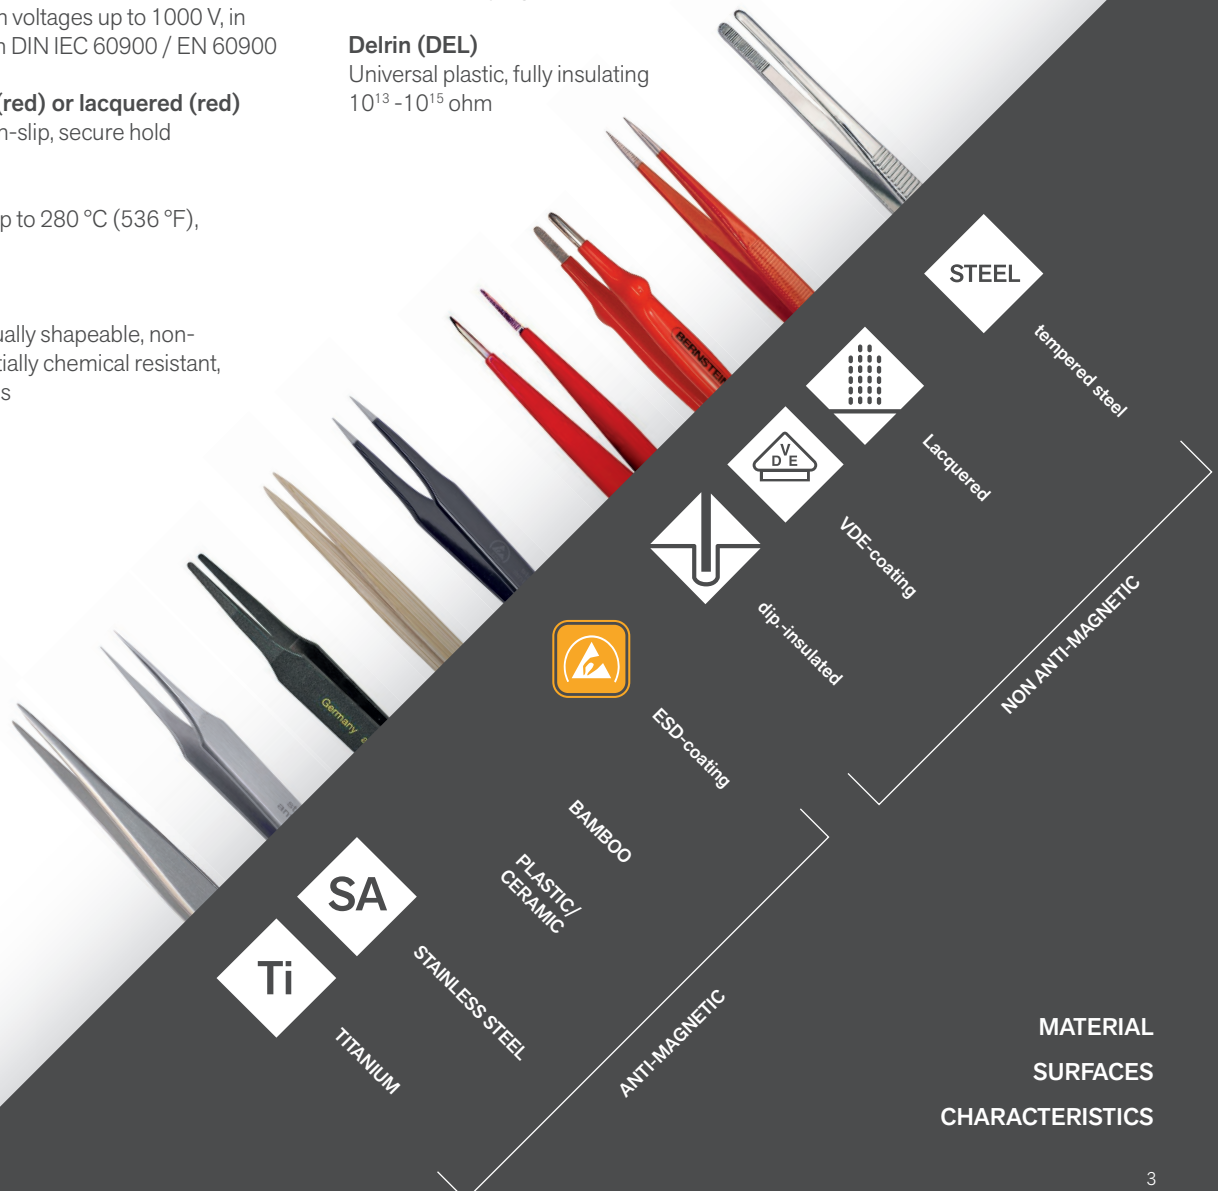 voltages up to 1000 V, in
DIN IEC 60900 / EN 60900
(red) or lacquered (red)
-slip, secure hold
to 280 °C (536 °F),
shapeable, non-
chemical resistant,
Delrin (DEL)
Universal plastic, fully insulating
10¹³ -10¹⁵ ohm
BERNSTEIN
Germany
STEEL
tempered steel
Lacquered
V
D E
VDE-coating
dip.-insulated
NON ANTI-MAGNETIC
ESD-coating
BAMBOO
PLASTIC/
CERAMIC
SA
STAINLESS STEEL
Ti
TITANIUM
ANTI-MAGNETIC
MATERIAL
SURFACES
CHARACTERISTICS
3